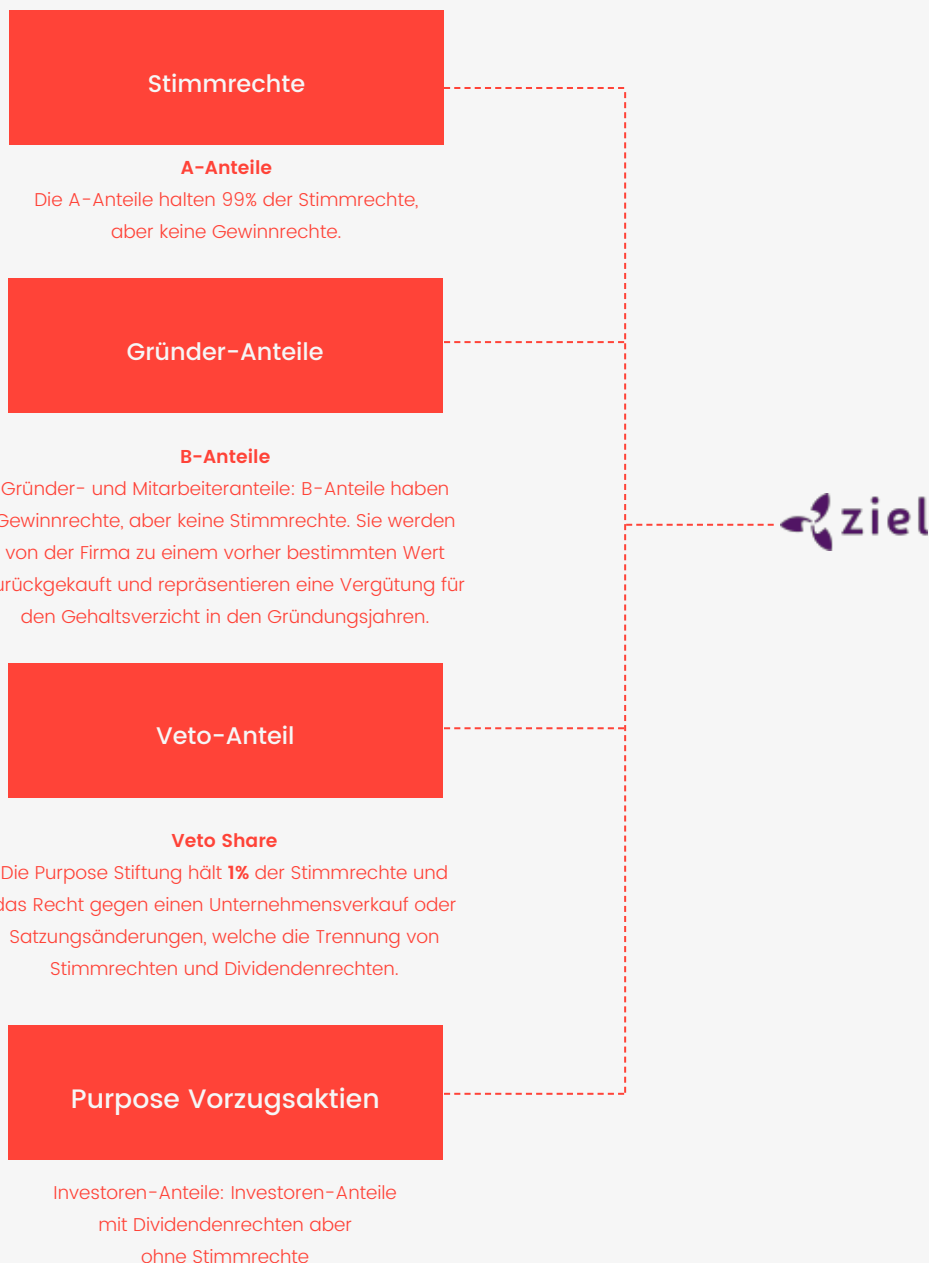 Stimmrechte
A-Anteile
Die A-Anteile halten 99% der Stimmrechte,
aber keine Gewinnrechte.
Gründer-Anteile
B-Anteile
Gründer- und Mitarbeiteranteile: B-Anteile haben
Gewinnrechte, aber keine Stimmrechte. Sie werden
von der Firma zu einem vorher bestimmten Wert
urückgekauft und repräsentieren eine Vergütung für
den Gehaltsverzicht in den Gründungsjahren.
Veto-Anteil
Veto Share
Die Purpose Stiftung hält 1% der Stimmrechte und
das Recht gegen einen Unternehmensverkauf oder
Satzungsänderungen, welche die Trennung von
Stimmrechten und Dividendenrechten.
Purpose Vorzugsaktien
Investoren-Anteile: Investoren-Anteile
mit Dividendenrechten aber
ohne Stimmrechte
ziel